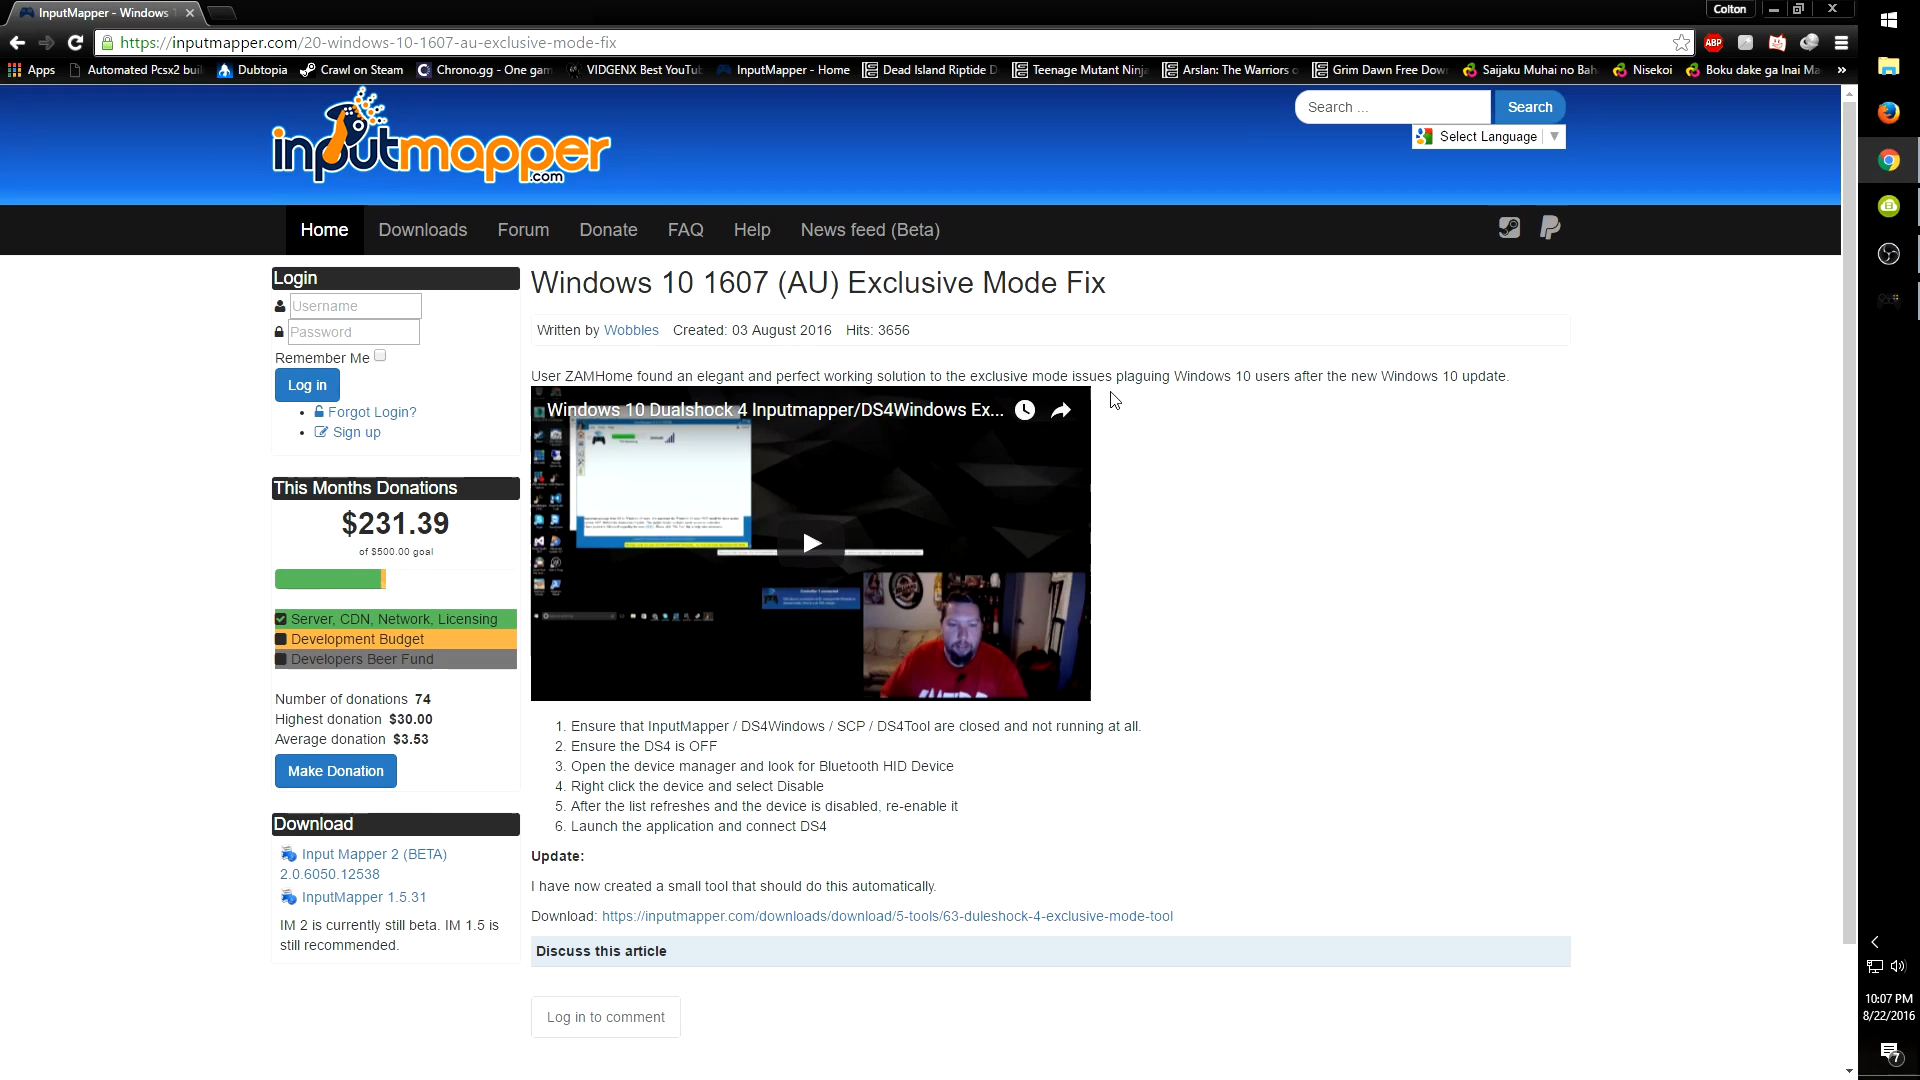 InputMapper - Windows
Colton
https://inputmapper.com/20-windows-10-1607-au-exclusive-mode-fix
ABP
Apps
Automated Pcsx2 buil
Dubtopia
Crawl on Steam
Chrono.gg - One gam
VIDGENX Best YouTu
InputMapper - Home
Dead Island Riptide D
Teenage Mutant Ninja
Arslan: The Warriors o
Grim Dawn Free Dow
Saijaku Muhai no Bah
Nisekoi
Boku dake ga Inai Ma
»
inputmapper
.com
Search ...
Search
Select Language
Home
Downloads
Forum
Donate
FAQ
Help
News feed (Beta)
Login
Username
Password
Remember Me
Log in
Forgot Login?
Sign up
This Months Donations
$231.39
of $500.00 goal
Server, CDN, Network, Licensing
Development Budget
Developers Beer Fund
Number of donations 74
Highest donation $30.00
Average donation $3.53
Make Donation
Download
Input Mapper 2 (BETA)
2.0.6050.12538
InputMapper 1.5.31
IM 2 is currently still beta. IM 1.5 is
still recommended.
Windows 10 1607 (AU) Exclusive Mode Fix
Written by Wobbles Created: 03 August 2016 Hits: 3656
User ZAMHome found an elegant and perfect working solution to the exclusive mode issues plaguing Windows 10 users after the new Windows 10 update.
Windows 10 Dualshock 4 Inputmapper/DS4Windows Ex...
1. Ensure that InputMapper / DS4Windows / SCP / DS4Tool are closed and not running at all.
2. Ensure the DS4 is OFF
3. Open the device manager and look for Bluetooth HID Device
4. Right click the device and select Disable
5. After the list refreshes and the device is disabled, re-enable it
6. Launch the application and connect DS4
Update:
I have now created a small tool that should do this automatically.
Download: https://inputmapper.com/downloads/download/5-tools/63-duleshock-4-exclusive-mode-tool
Discuss this article
Log in to comment
10:07 PM
8/22/2016
7